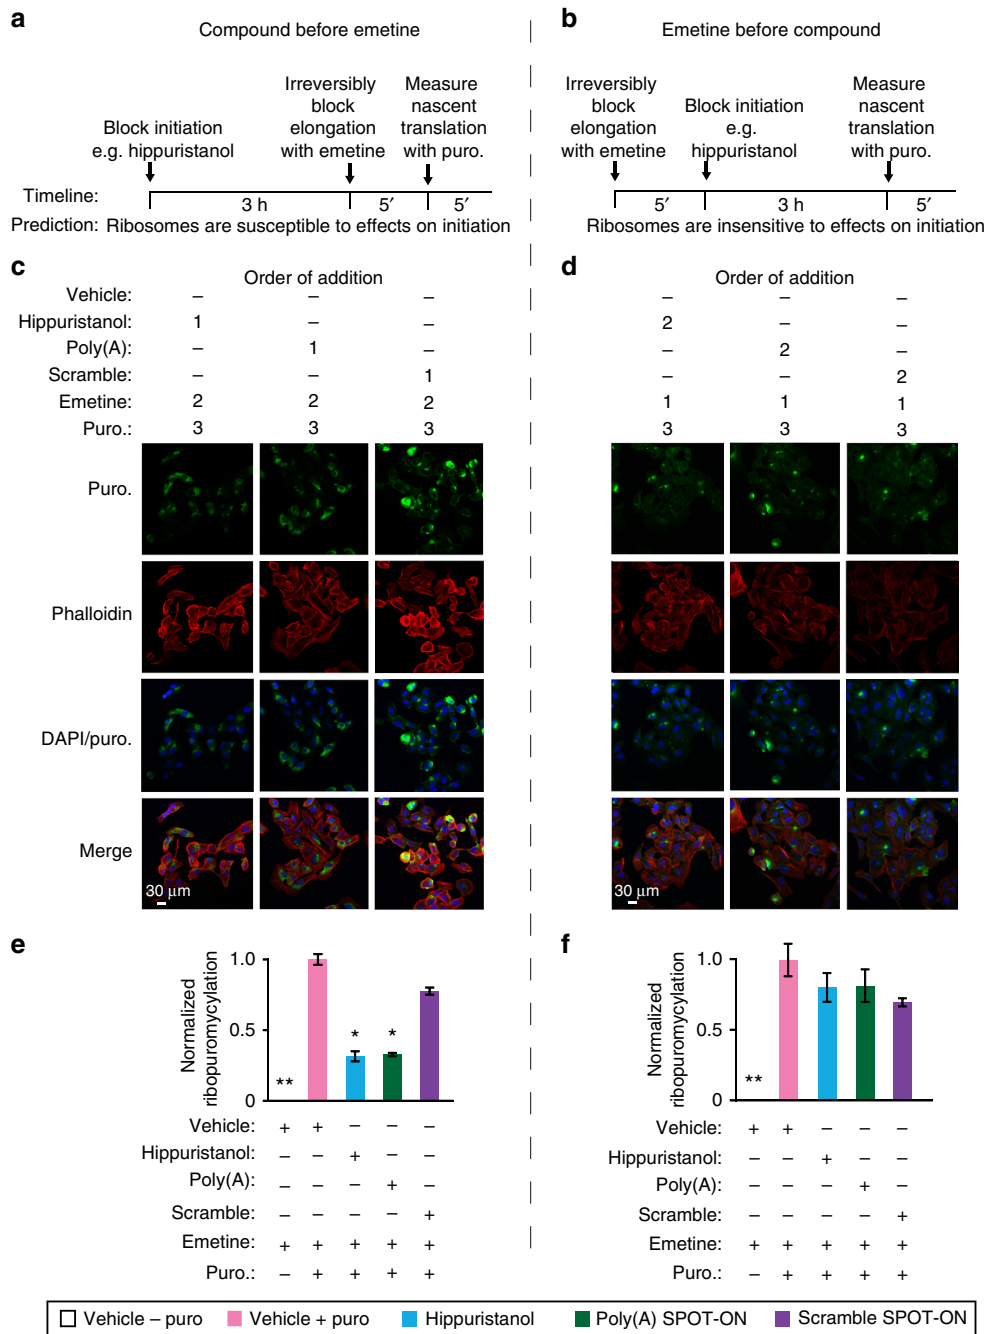 a
Compound before emetine
Block initiation
e.g. hippuristanol
Irreversibly
block
elongation
with emetine
Measure
nascent
translation
with puro.
Timeline:
3 h
5′
5′
Prediction: Ribosomes are susceptible to effects on initiation
b
Emetine before compound
Irreversibly
block
elongation
with emetine
Block initiation
e.g.
hippuristanol
Measure
nascent
translation
with puro.
5′
3 h
5′
Ribosomes are insensitive to effects on initiation
c
Order of addition
Vehicle: – – –
Hippuristanol: 1 – –
Poly(A): – 1 –
Scramble: – – 1
Emetine: 2 2 2
Puro.: 3 3 3
Puro.
Phalloidin
DAPI/puro.
Merge
30 μm
d
Order of addition
– – –
2 – –
– 2 –
– – 2
1 1 1
3 3 3
30 μm
e
Normalized
ribopuromycylation
1.0
0.5
0
** * *
Vehicle: + + – – –
Hippuristanol: – – + – –
Poly(A): – – – + –
Scramble: – – – – +
Emetine: + + + + +
Puro.: – + + + +
f
Normalized
ribopuromycylation
1.0
0.5
0
**
Vehicle: + + – – –
Hippuristanol: – – + – –
Poly(A): – – – + –
Scramble: – – – – +
Emetine: + + + + +
Puro.: – + + + +
Vehicle – puro Vehicle + puro Hippuristanol Poly(A) SPOT-ON Scramble SPOT-ON